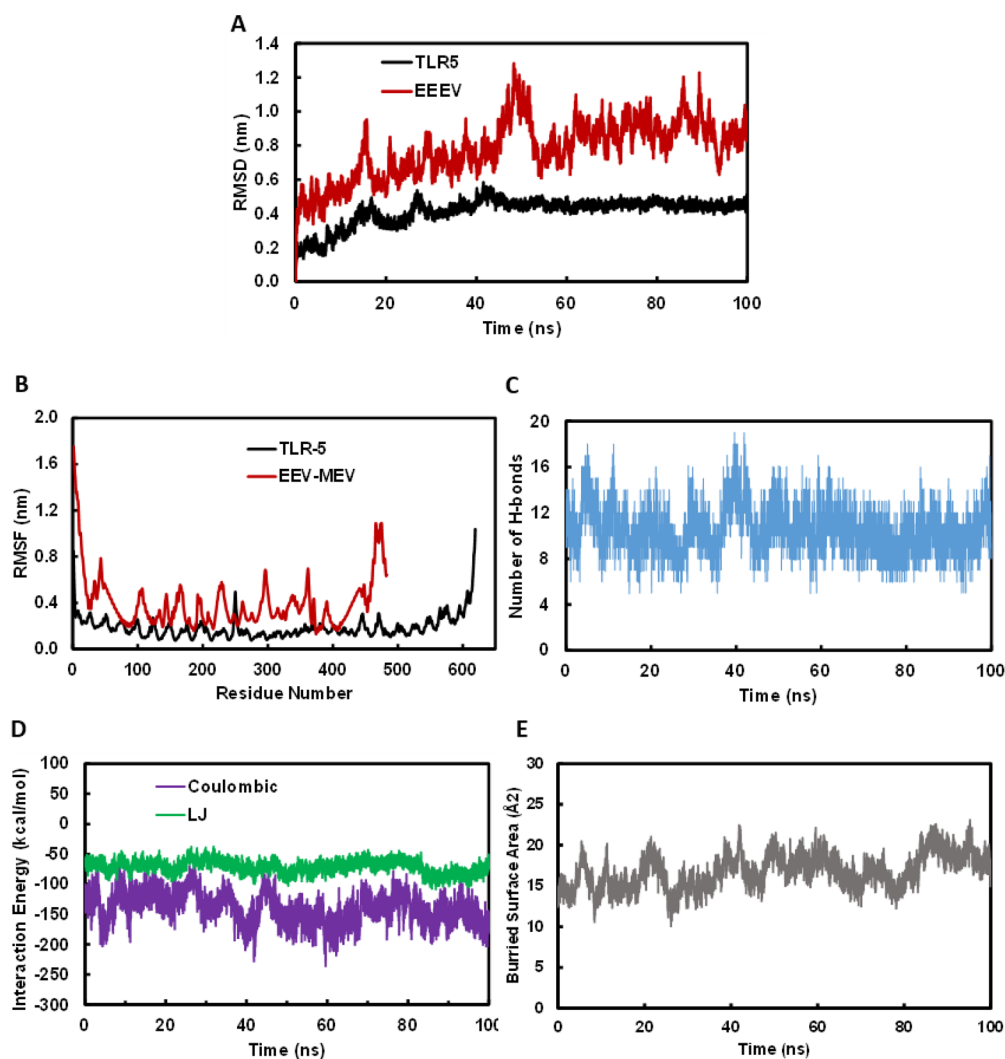 A
1.4
1.2
1.0
0.8
0.6
0.4
0.2
0.0
RMSD (nm)
TLR5
EEEV
0 20 40 60 80 100
Time (ns)
B
2.0
1.6
1.2
0.8
0.4
0.0
RMSF (nm)
TLR-5
EEV-MEV
0 100 200 300 400 500 600
Residue Number
C
20
16
12
8
4
0
Number of H-bonds
0 20 40 60 80 100
Time (ns)
D
100
50
0
-50
-100
-150
-200
-250
-300
Interaction Energy (kcal/mol)
Coulombic
LJ
0 20 40 60 80 100
Time (ns)
E
30
25
20
15
10
5
0
Burried Surface Area (Å2)
0 20 40 60 80 100
Time (ns)